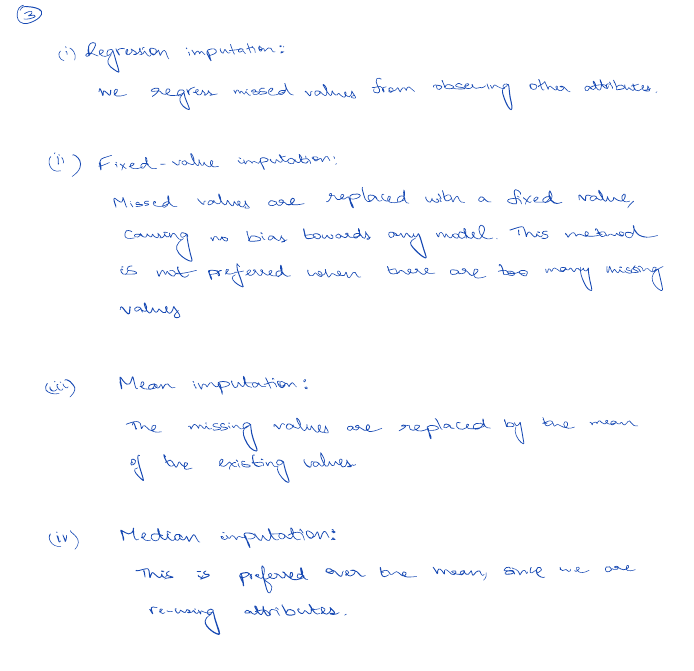 3
(i) Regression imputation:
we regress missed values from observing other attributes.
(ii) Fixed-value imputation:
Missed values are replaced with a fixed value,
causing no bias towards any model. This method
is not preferred when there are too many missing
values
(iii) Mean imputation:
The missing values are replaced by the mean
of the existing values
(iv) Median imputation:
This is preferred over the mean, since we are
re-using attributes.